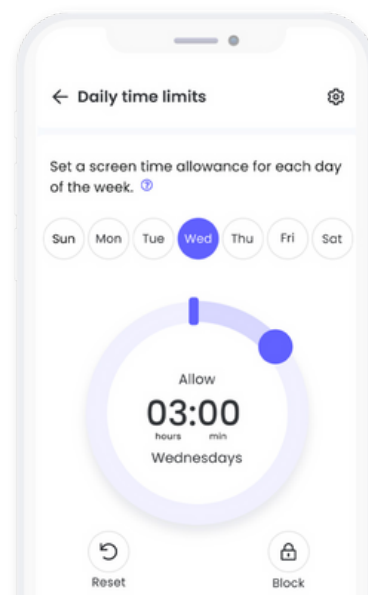 Daily time limits
Set a screen time allowance for each day
of the week. ?
Sun Mon Tue Wed Thu Fri Sat
Allow
03:00
hours min
Wednesdays
Reset Block